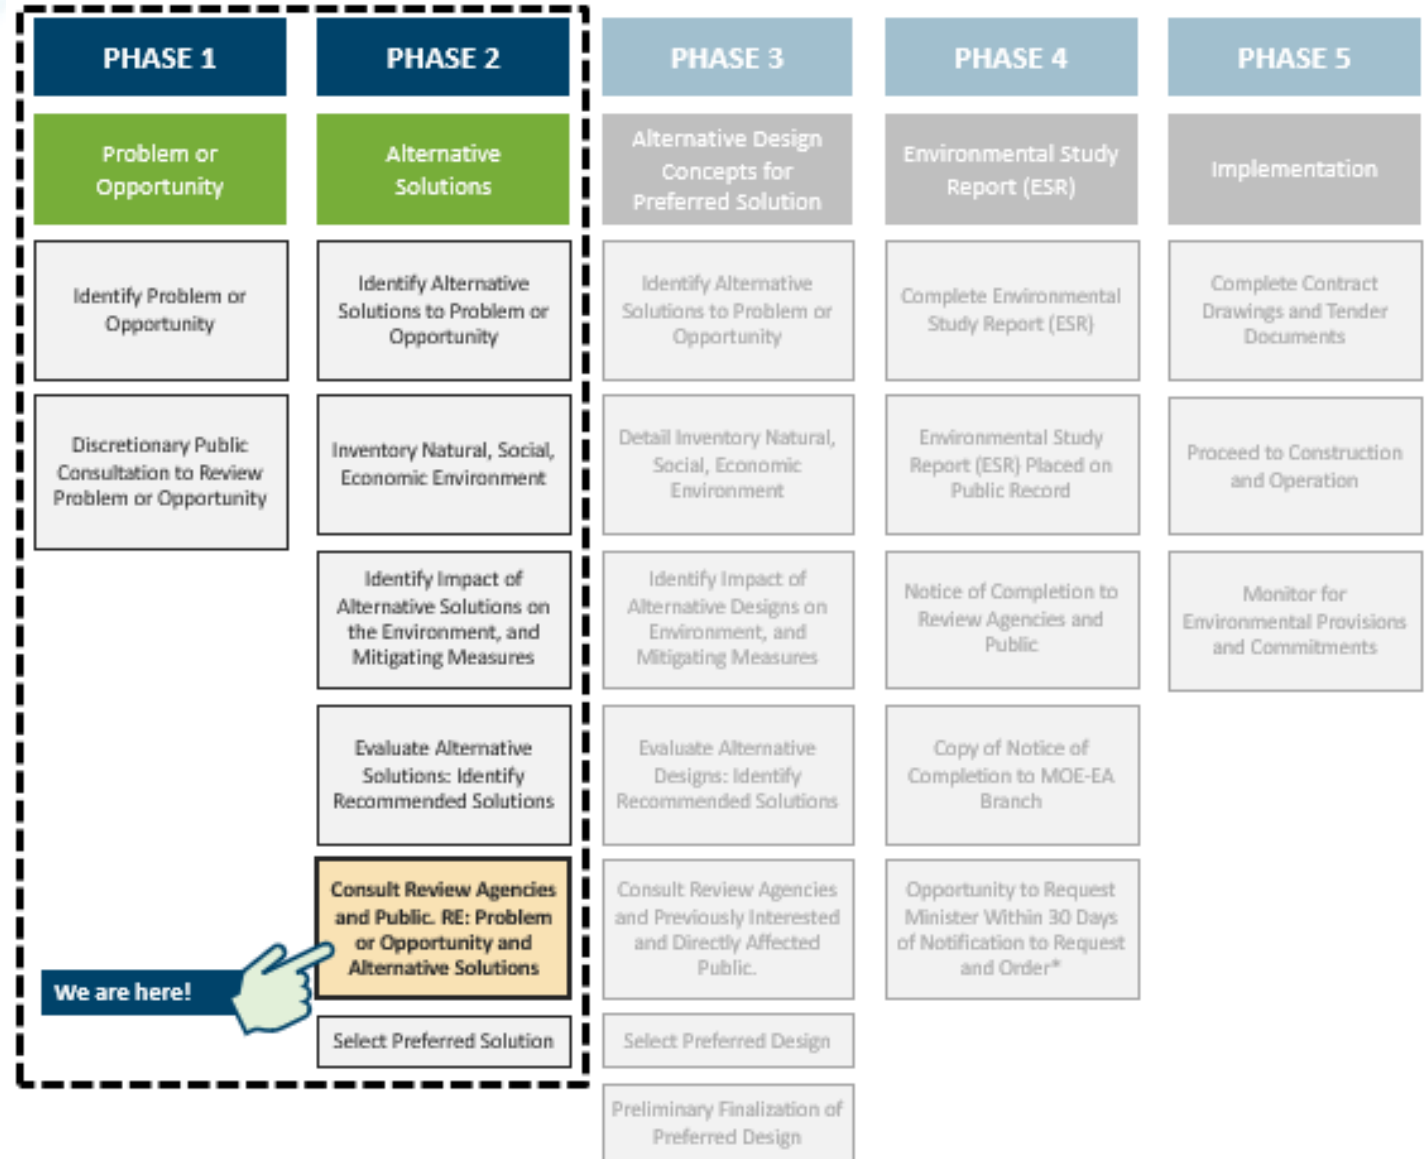 PHASE 1
Problem or
Opportunity
Identify Problem or
Opportunity
Discretionary Public
Consultation to Review
Problem or Opportunity
We are here!
PHASE 2
Alternative
Solutions
Identify Alternative
Solutions to Problem or
Opportunity
Inventory Natural, Social,
Economic Environment
Identify Impact of
Alternative Solutions on
the Environment, and
Mitigating Measures
Evaluate Alternative
Solutions: Identify
Recommended Solutions
Consult Review Agencies
and Public. RE: Problem
or Opportunity and
Alternative Solutions
Select Preferred Solution
PHASE 3
Alternative Design
Concepts for
Preferred Solution
Identify Alternative
Solutions to Problem or
Opportunity
Detail Inventory Natural,
Social, Economic
Environment
Identify Impact of
Alternative Designs on
Environment, and
Mitigating Measures
Evaluate Alternative
Designs: Identify
Recommended Solutions
Consult Review Agencies
and Previously Interested
and Directly Affected
Public.
Select Preferred Design
Preliminary Finalization of
Preferred Design
PHASE 4
Environmental Study
Report (ESR)
Complete Environmental
Study Report (ESR)
Environmental Study
Report (ESR) Placed on
Public Record
Notice of Completion to
Review Agencies and
Public
Copy of Notice of
Completion to MOE-EA
Branch
Opportunity to Request
Minister Within 30 Days
of Notification to Request
and Order*
PHASE 5
Implementation
Complete Contract
Drawings and Tender
Documents
Proceed to Construction
and Operation
Monitor for
Environmental Provisions
and Commitments